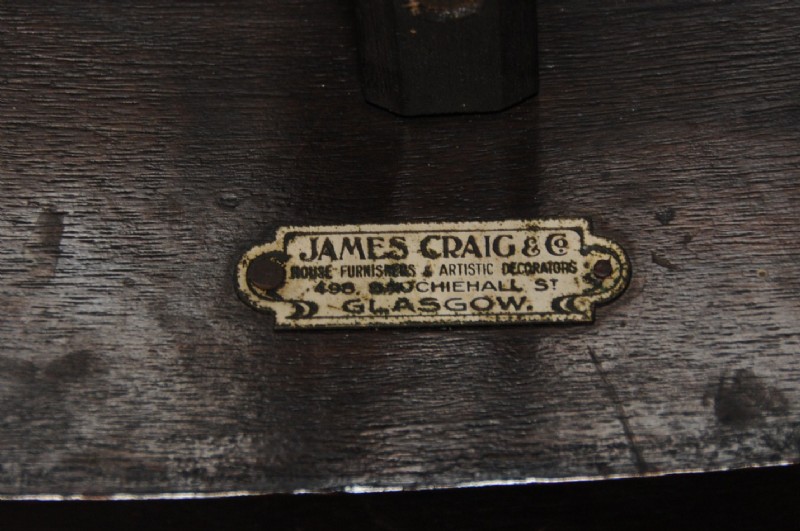 JAMES CRAIG & Co
HOUSE FURNISHERS & ARTISTIC DECORATORS
498, SAUCHIEHALL ST
GLASGOW.